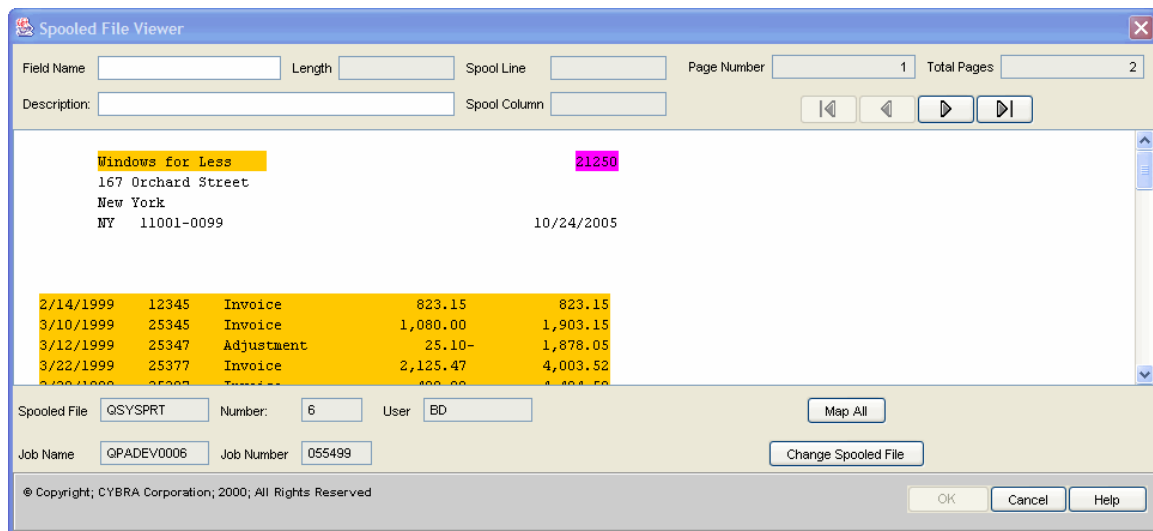 Spooled File Viewer
Field Name Length Spool Line Page Number 1 Total Pages 2
Description: Spool Column
Windows for Less 21250
167 Orchard Street
New York
NY 11001-0099 10/24/2005
2/14/1999 12345 Invoice 823.15 823.15
3/10/1999 25345 Invoice 1,080.00 1,903.15
3/12/1999 25347 Adjustment 25.10- 1,878.05
3/22/1999 25377 Invoice 2,125.47 4,003.52
Spooled File QSYSPRT Number: 6 User BD Map All
Job Name QPADEV0006 Job Number 055499 Change Spooled File
© Copyright; CYBRA Corporation; 2000; All Rights Reserved OK Cancel Help